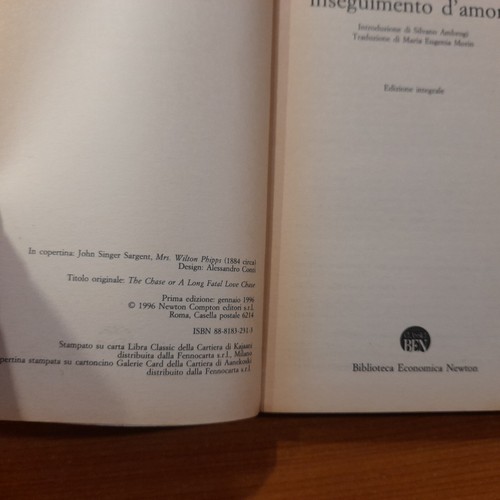 In copertina: John Singer Sargent, Mrs. Wilton Phipps (1884 circa)
Design: Alessandro Conti
Titolo originale: The Chase or A Long Fatal Love Chase
Prima edizione: gennaio 1996
© 1996 Newton Compton editori s.r.l.
Roma, Casella postale 6214
ISBN 88-8183-251-3
Stampato su carta Libra Classic della Cartiera di Kajaani
distribuita dalla Fennocarta s.r.l., Milano
opertina stampata su cartoncino Galerie Card della Cartiera di Aanekoski
distribuito dalla Fennocarta s.r.l.
inseguimento d'amor
Introduzione di Silvano Ambrogi
Traduzione di Maria Eugenia Morin
Edizione integrale
BEN
Biblioteca Economica Newton